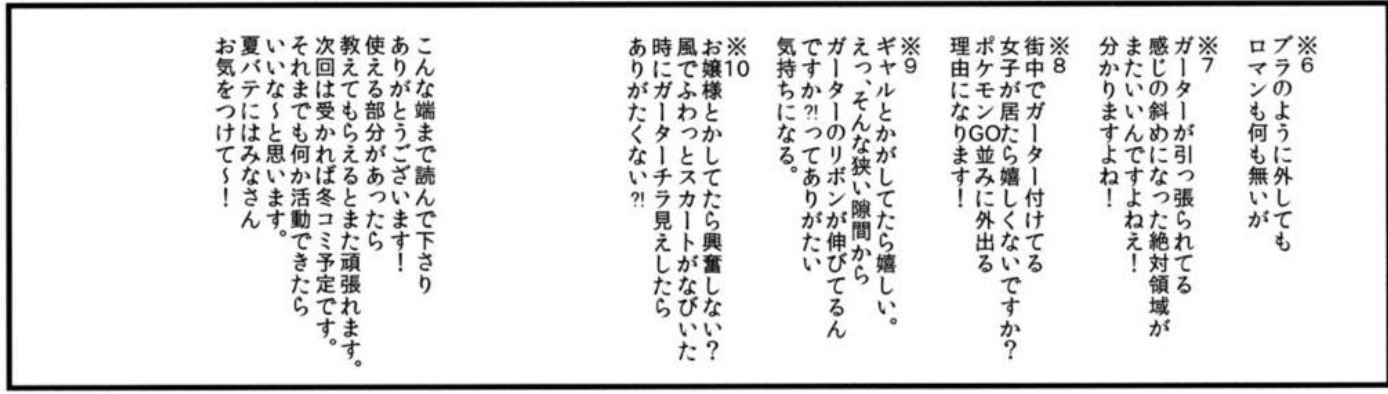 ※6
ブラのように外しても
ロマンも何も無いが
※7
ガーターが引っ張られてる
感じの斜めになった絶対領域が
またいいんですよねえ！
分かりますよね！
※8
街中でガーター付けてる
女子が居たら嬉しくないですか？
ポケモンGO並みに外出る
理由になります！
※9
ギャルとかがしてたら嬉しい。
えっ、そんな狭い隙間から
ガーターのリボンが伸びてるん
ですか⁈ってありがたい
気持ちになる。
※10
お嬢様とかしてたら興奮しない？
風でふわっとスカートがなびいた
時にガーターチラ見えしたら
ありがたくない⁈
こんな端まで読んで下さり
ありがとうございます！
使える部分があったら
教えてもらえるとまた頑張れます。
次回は受かれば冬コミ予定です。
それまでも何か活動できたら
いいな～と思います。
夏バテにはみなさん
お気をつけて～！